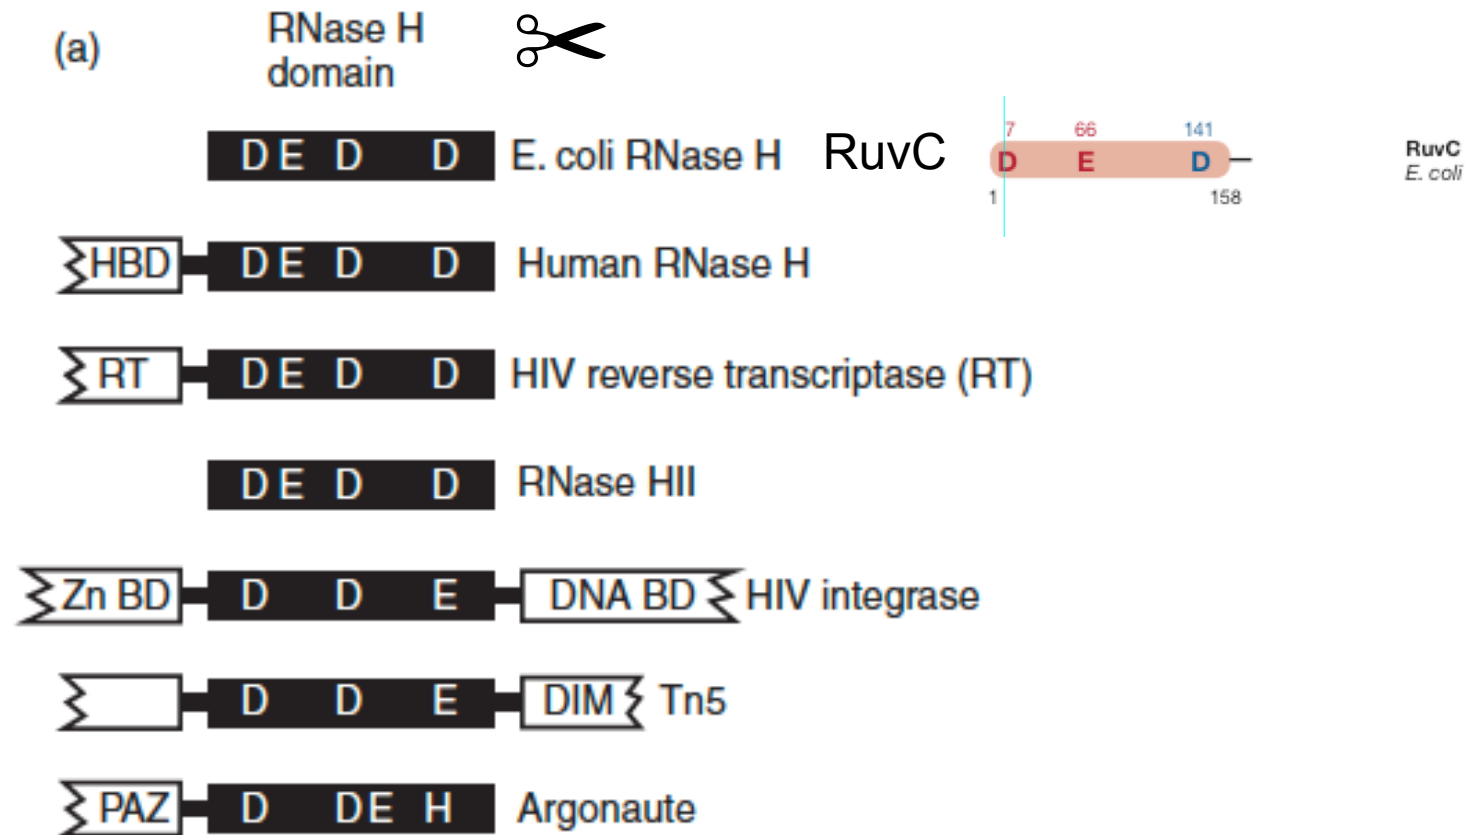 (a)
RNase H
domain
D E D D E. coli RNase H
RuvC
7 66 141
D E D
1 158
RuvC
E. coli
HBD D E D D Human RNase H
RT D E D D HIV reverse transcriptase (RT)
D E D D RNase HII
Zn BD D D E DNA BD HIV integrase
D D E DIM Tn5
PAZ D D E H Argonaute